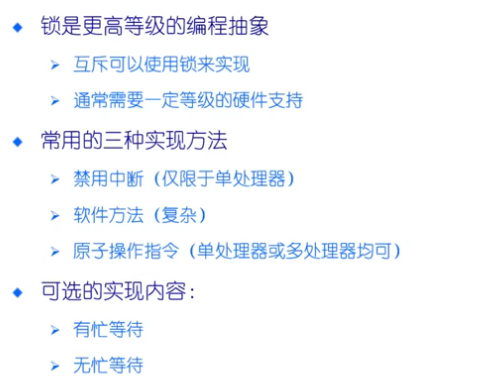 锁是更高等级的编程抽象
互斥可以使用锁来实现
通常需要一定等级的硬件支持
常用的三种实现方法
禁用中断（仅限于单处理器）
软件方法（复杂）
原子操作指令（单处理器或多处理器均可）
可选的实现内容：
有忙等待
无忙等待